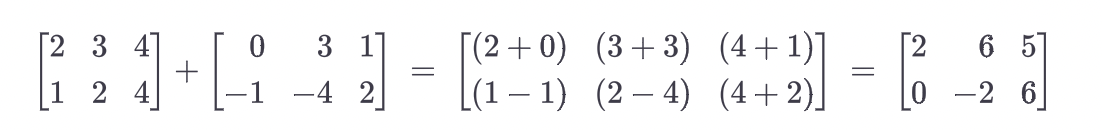 [2 3 4] + [0 3 1] = [(2 + 0) (3 + 3) (4 + 1)] = [2 6 5]
[1 2 4] [−1 −4 2] [(1 − 1) (2 − 4) (4 + 2)] [0 −2 6]